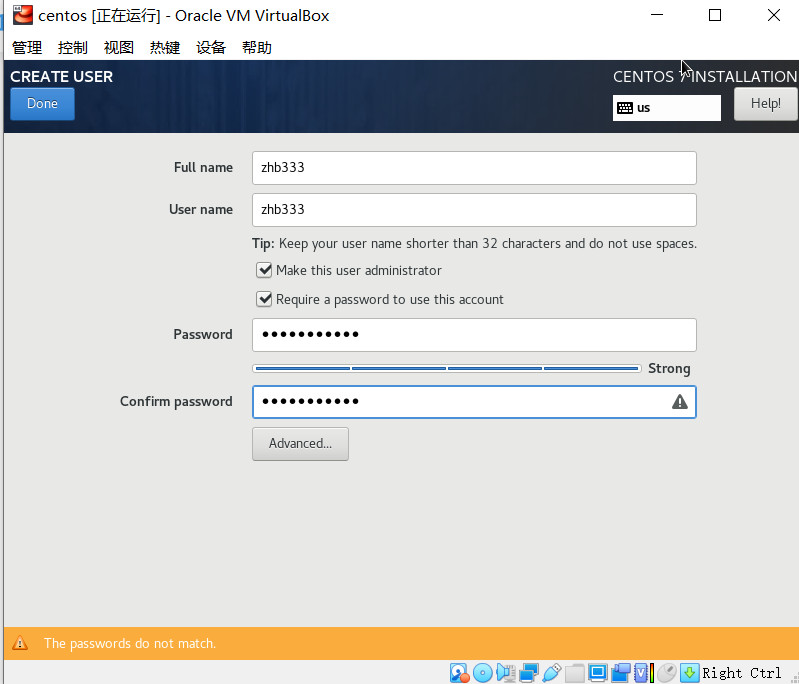 centos [正在运行] - Oracle VM VirtualBox
管理 控制 视图 热键 设备 帮助
CREATE USER
CENTOS 7 INSTALLATION
Done
us
Help!
Full name
zhb333
User name
zhb333
Tip: Keep your user name shorter than 32 characters and do not use spaces.
Make this user administrator
Require a password to use this account
Password
●●●●●●●●●●●
Strong
Confirm password
●●●●●●●●●●●
Advanced...
The passwords do not match.
Right Ctrl